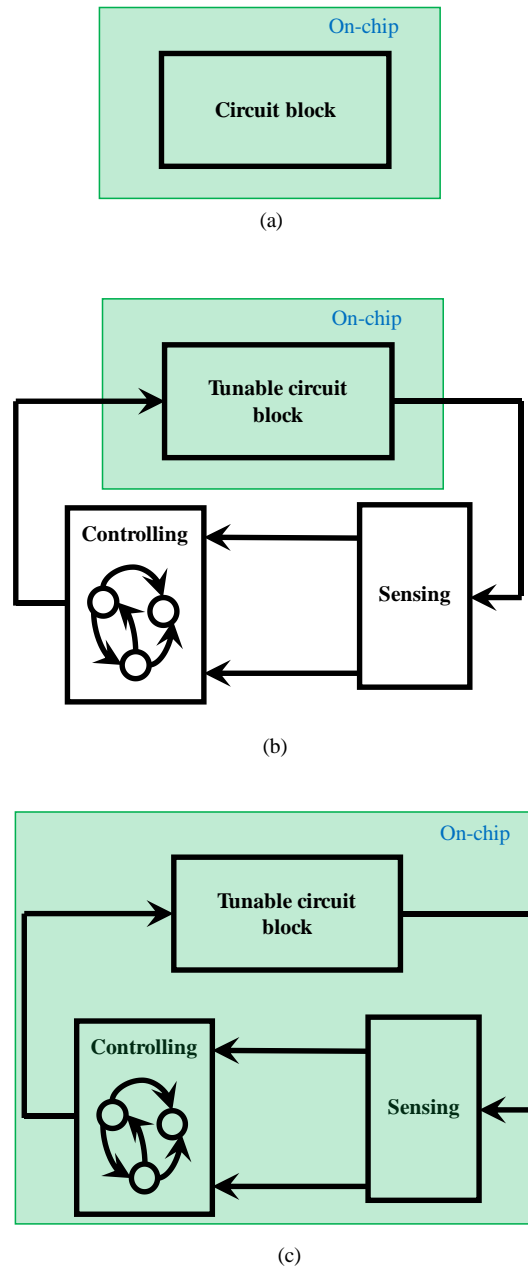 On-chip
Circuit block
(a)
On-chip
Tunable circuit
block
Controlling
Sensing
(b)
On-chip
Tunable circuit
block
Controlling
Sensing
(c)